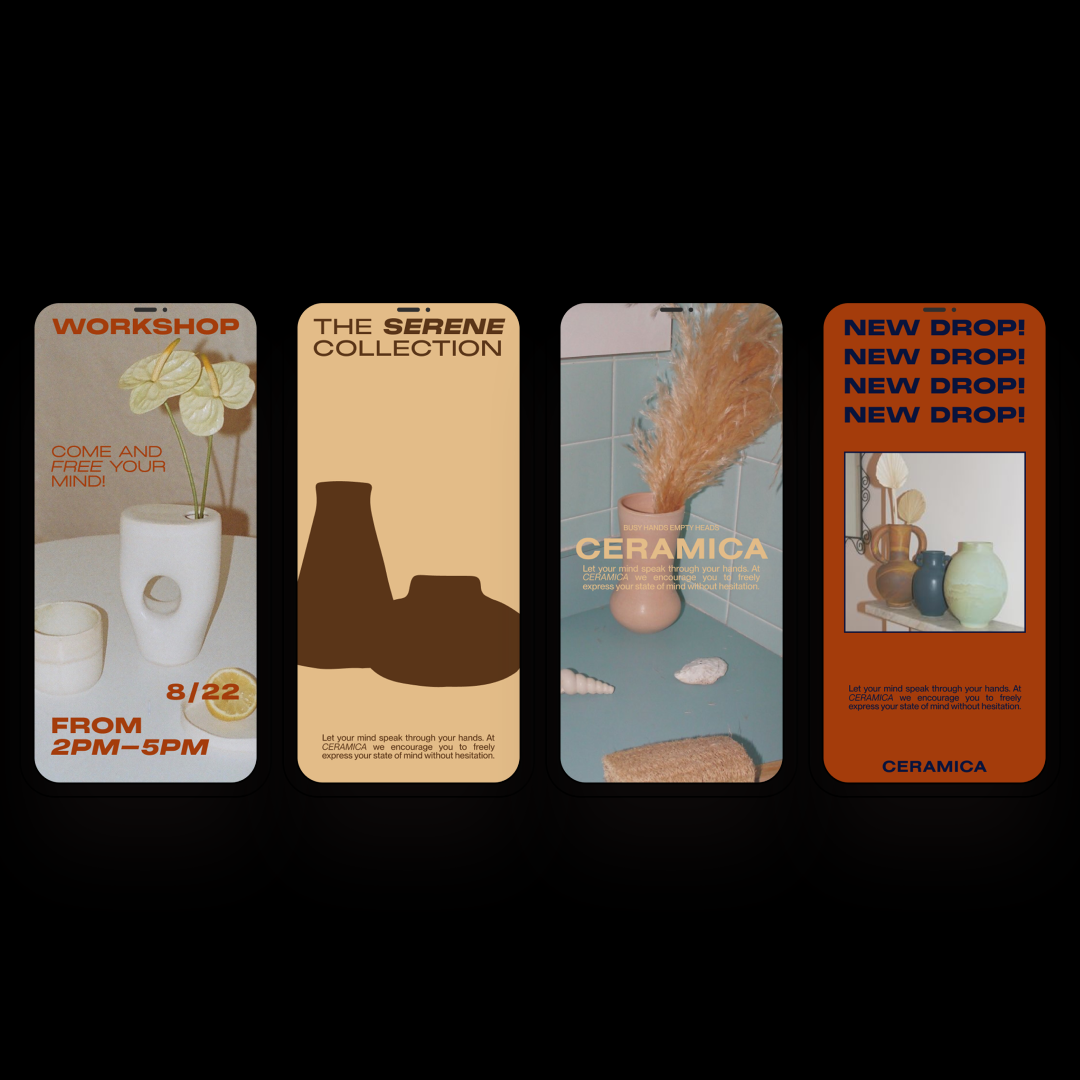 WORKSHOP
COME AND
FREE YOUR
MIND!
8/22
FROM
2PM—5PM
THE SERENE
COLLECTION
Let your mind speak through your hands. At
CERAMICA we encourage you to freely
express your state of mind without hesitation.
BUSY HANDS EMPTY HEADS
CERAMICA
Let your mind speak through your hands. At
CERAMICA we encourage you to freely
express your state of mind without hesitation.
NEW DROP!
NEW DROP!
NEW DROP!
NEW DROP!
Let your mind speak through your hands. At
CERAMICA we encourage you to freely
express your state of mind without hesitation.
CERAMICA